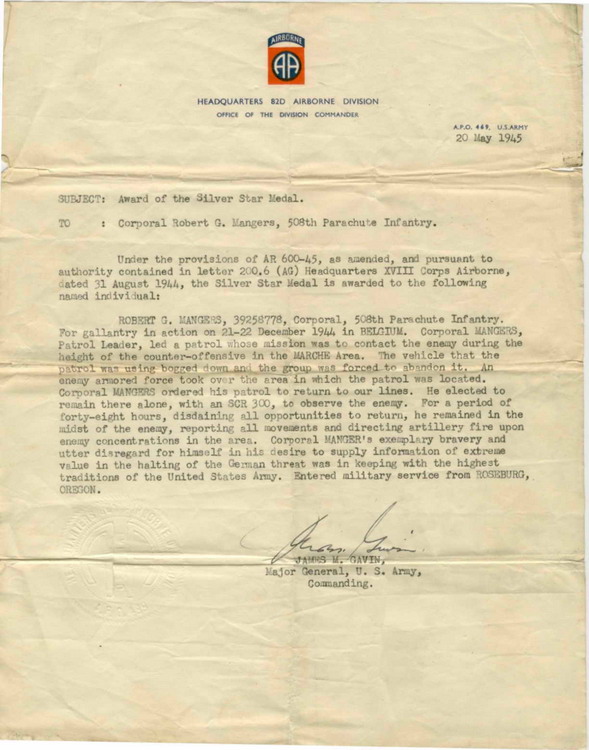 AIRBORNE
AA
HEADQUARTERS 82D AIRBORNE DIVISION
OFFICE OF THE DIVISION COMMANDER
A.P.O. 469, U.S.ARMY
20 May 1945
SUBJECT: Award of the Silver Star Medal.
TO : Corporal Robert G. Mangers, 508th Parachute Infantry.
Under the provisions of AR 600-45, as amended, and pursuant to
authority contained in letter 200.6 (AG) Headquarters XVIII Corps Airborne,
dated 31 August 1944, the Silver Star Medal is awarded to the following
named individual:
ROBERT G. MANGERS, 39256778, Corporal, 508th Parachute Infantry.
For gallantry in action on 21-22 December 1944 in BELGIUM. Corporal MANGERS,
Patrol Leader, led a patrol whose mission was to contact the enemy during the
height of the counter-offensive in the MARCHE Area. The vehicle that the
patrol was using bogged down and the group was forced to abandon it. An
enemy armored force took over the area in which the patrol was located.
Corporal MANGERS ordered his patrol to return to our lines. He elected to
remain there alone, with an SCR 300, to observe the enemy. For a period of
forty-eight hours, disdaining all opportunities to return, he remained in the
midst of the enemy, reporting all movements and directing artillery fire upon
enemy concentrations in the area. Corporal MANGER's exemplary bravery and
utter disregard for himself in his desire to supply information of extreme
value in the halting of the German threat was in keeping with the highest
traditions of the United States Army. Entered military service from ROSEBURG,
OREGON.
JAMES M. GAVIN,
Major General, U. S. Army,
Commanding.